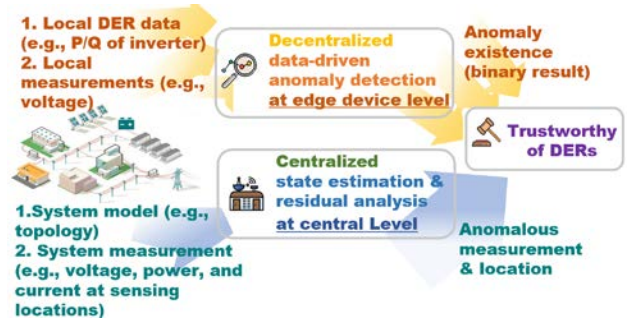 1. Local DER data
(e.g., P/Q of inverter)
2. Local
measurements (e.g.,
voltage)
Decentralized
data-driven
anomaly detection
at edge device level
Anomaly
existence
(binary result)
Trustworthy
of DERs
Centralized
state estimation &
residual analysis
at central Level
1.System model (e.g.,
topology)
2. System measurement
(e.g., voltage, power, and
current at sensing
locations)
Anomalous
measurement
& location